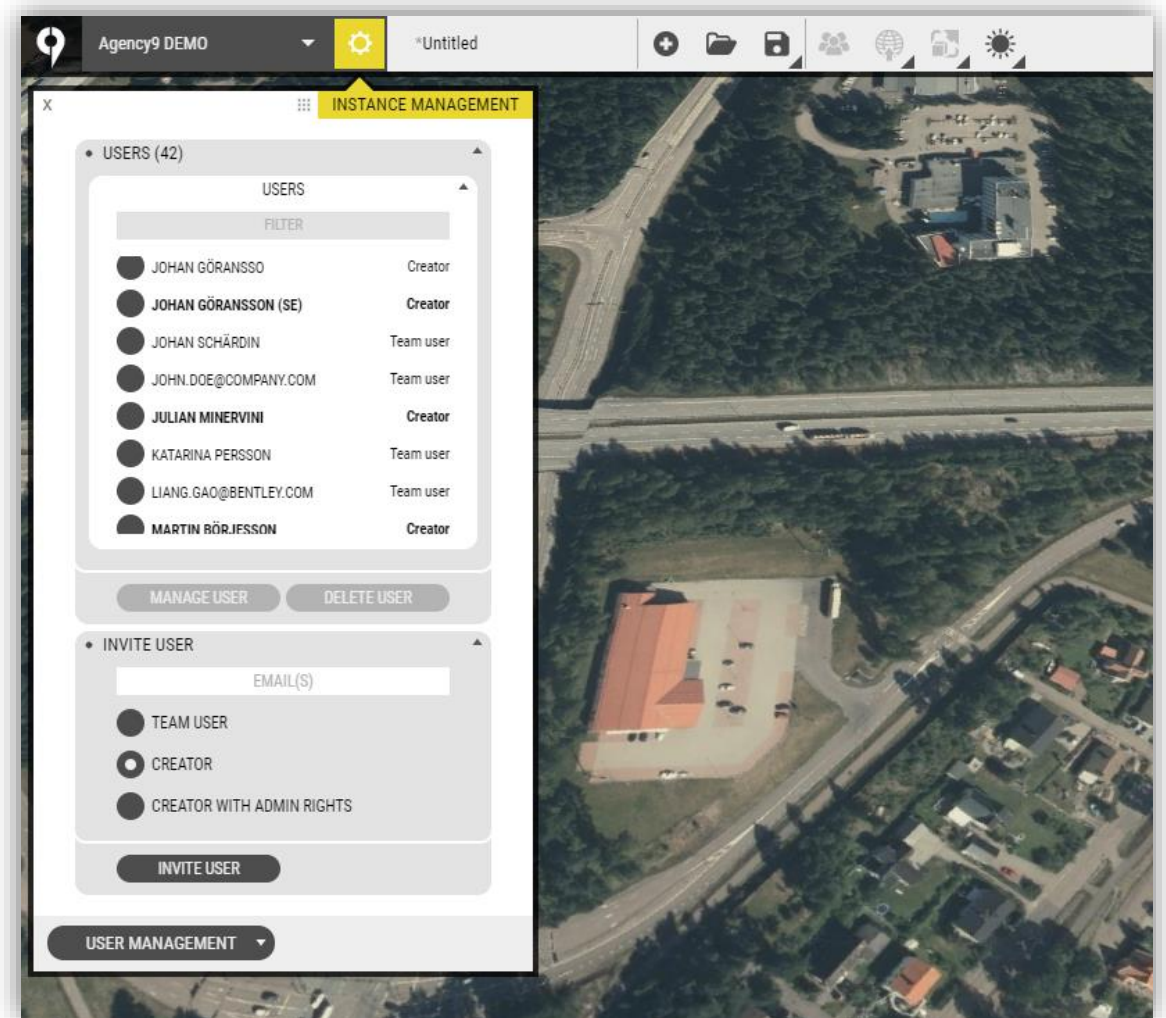 Agency9 DEMO
*Untitled
X
INSTANCE MANAGEMENT
USERS (42)
USERS
FILTER
JOHAN GÖRANSSO Creator
JOHAN GÖRANSSON (SE) Creator
JOHAN SCHÄRDIN Team user
JOHN.DOE@COMPANY.COM Team user
JULIAN MINERVINI Creator
KATARINA PERSSON Team user
LIANG.GAO@BENTLEY.COM Team user
MARTIN BÖRJESSON Creator
MANAGE USER DELETE USER
INVITE USER
EMAIL(S)
TEAM USER
CREATOR
CREATOR WITH ADMIN RIGHTS
INVITE USER
USER MANAGEMENT